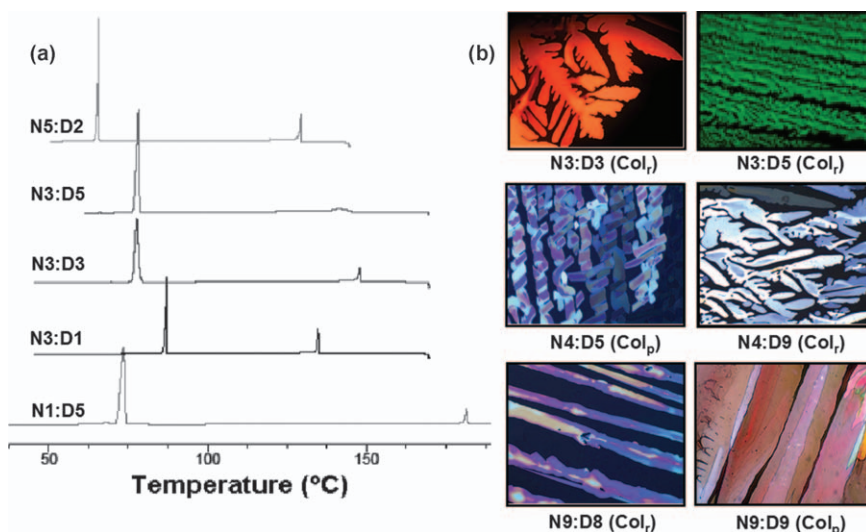 (a)
N5:D2
N3:D5
N3:D3
N3:D1
N1:D5
50 100 150
Temperature (ºC)
(b)
N3:D3 (Colr) N3:D5 (Colr)
N4:D5 (Colp) N4:D9 (Colr)
N9:D8 (Colr) N9:D9 (Colp)